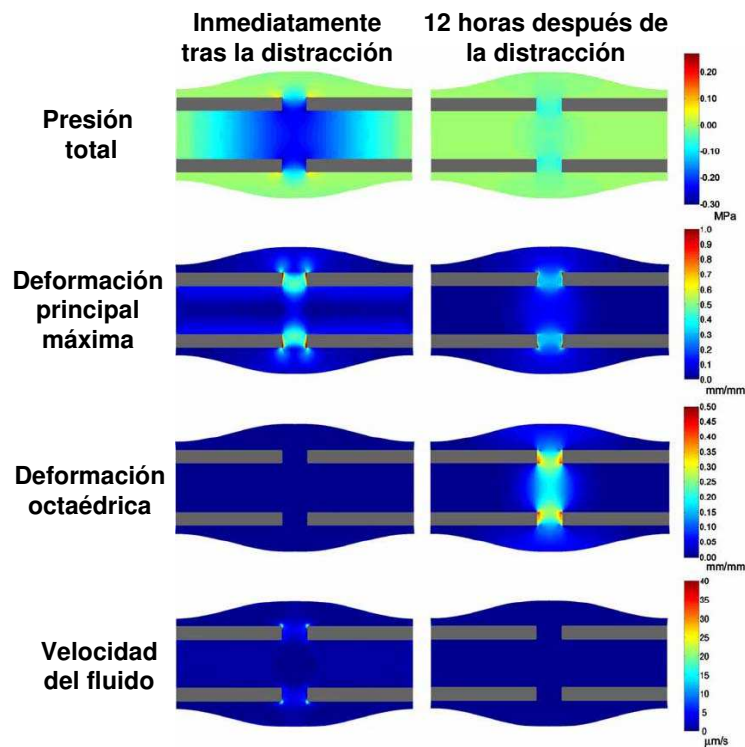 Inmediatamente
tras la distracción
12 horas después de
la distracción
Presión
total
0.20
0.10
0.00
-0.10
-0.20
-0.30
MPa
Deformación
principal
máxima
1.0
0.9
0.8
0.7
0.6
0.5
0.4
0.3
0.2
0.1
0.0
mm/mm
Deformación
octaédrica
0.50
0.45
0.40
0.35
0.30
0.25
0.20
0.15
0.10
0.05
0.00
mm/mm
Velocidad
del fluido
40
35
30
25
20
15
10
5
0
µm/s